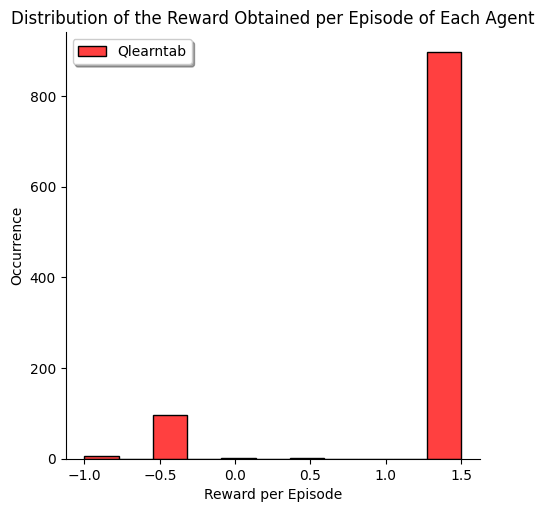 Distribution of the Reward Obtained per Episode of Each Agent
Qlearntab
800
600
400
200
0
Occurrence
−1.0 −0.5 0.0 0.5 1.0 1.5
Reward per Episode